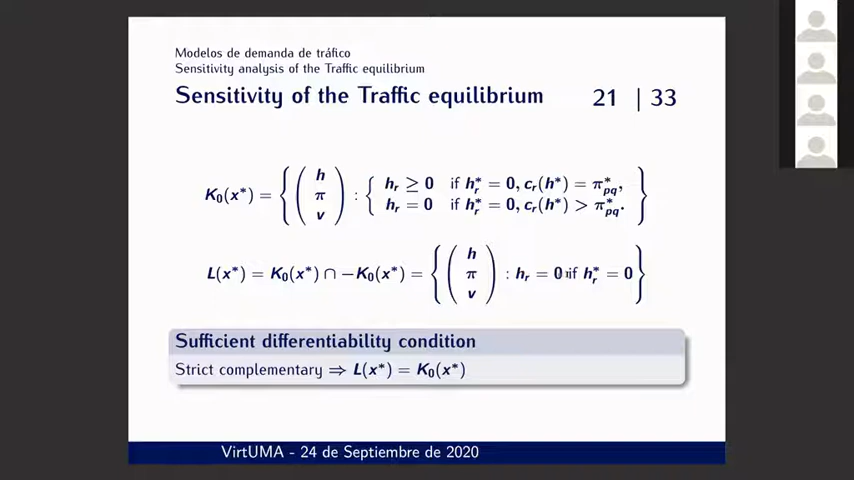 Modelos de demanda de tráfico
Sensitivity analysis of the Traffic equilibrium
Sensitivity of the Traffic equilibrium 21 | 33
K₀(x*) = { ( h π v ) : { hᵣ ≥ 0 if hᵣ* = 0, cᵣ(h*) = π*ₚq,
hᵣ = 0 if hᵣ* = 0, cᵣ(h*) > π*ₚq. }
L(x*) = K₀(x*) ∩ −K₀(x*) = { ( h π v ) : hᵣ = 0 if hᵣ* = 0 }
Sufficient differentiability condition
Strict complementary ⇒ L(x*) = K₀(x*)
VirtUMA - 24 de Septiembre de 2020